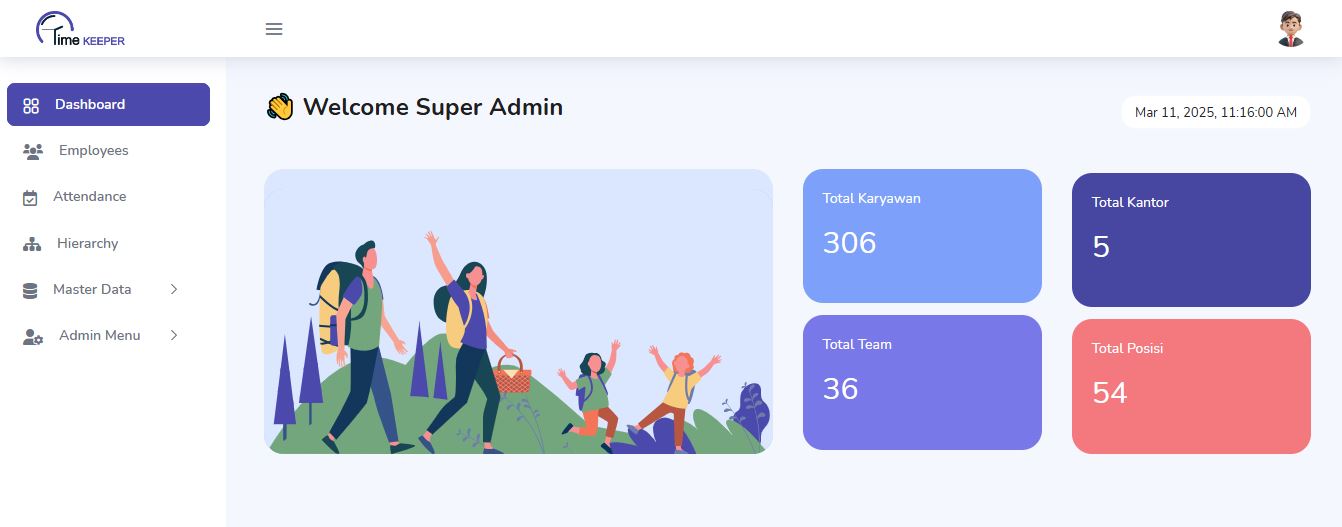 Time KEEPER
Dashboard
Employees
Attendance
Hierarchy
Master Data
Admin Menu
Welcome Super Admin
Mar 11, 2025, 11:16:00 AM
Total Karyawan
306
Total Kantor
5
Total Team
36
Total Posisi
54